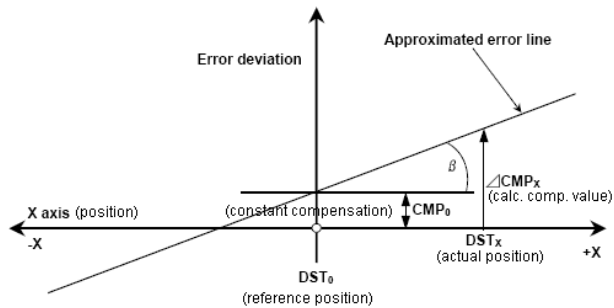 Approximated error line
Error deviation
β
⊿CMPX
(calc. comp. value)
X axis (position)
(constant compensation)
CMP0
-X
DST0
(reference position)
DSTX
(actual position)
+X